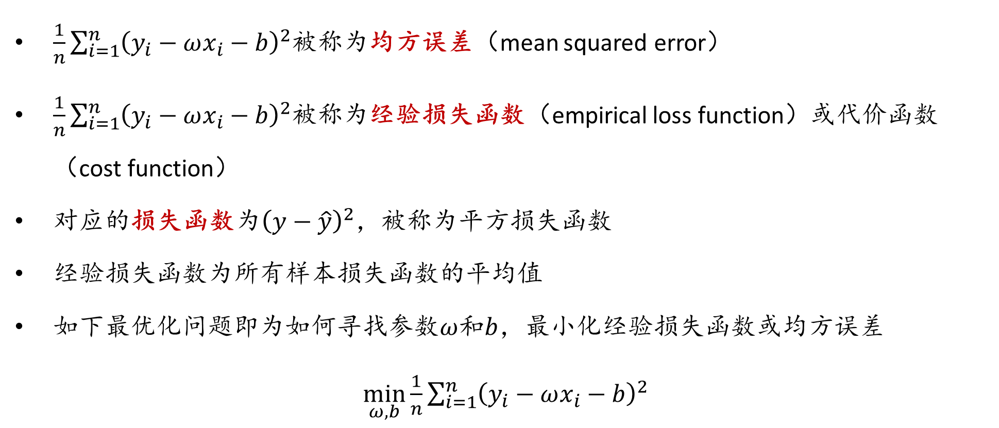 • $\frac{1}{n}\sum_{i=1}^{n}(y_i - \omega x_i - b)^2$被称为均方误差（mean squared error）
• $\frac{1}{n}\sum_{i=1}^{n}(y_i - \omega x_i - b)^2$被称为经验损失函数（empirical loss function）或代价函数
（cost function）
• 对应的损失函数为$(y - \hat{y})^2$，被称为平方损失函数
• 经验损失函数为所有样本损失函数的平均值
• 如下最优化问题即为如何寻找参数$\omega$和$b$，最小化经验损失函数或均方误差
$\min_{\omega,b}\frac{1}{n}\sum_{i=1}^{n}(y_i - \omega x_i - b)^2$